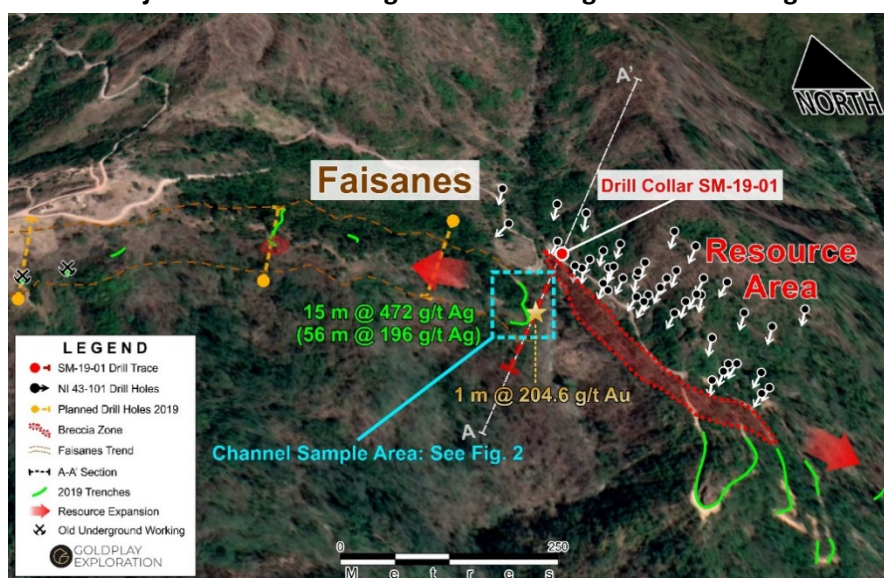 A'
NORTH
Faisanes
Drill Collar SM-19-01
Resource
Area
15 m @ 472 g/t Ag
(56 m @ 196 g/t Ag)
1 m @ 204.6 g/t Au
A
Channel Sample Area: See Fig. 2
LEGEND
SM-19-01 Drill Trace
NI 43-101 Drill Holes
Planned Drill Holes 2019
Breccia Zone
Faisanes Trend
A-A' Section
2019 Trenches
Resource Expansion
Old Underground Working
GOLDPLAY
EXPLORATION
0 250
Metres